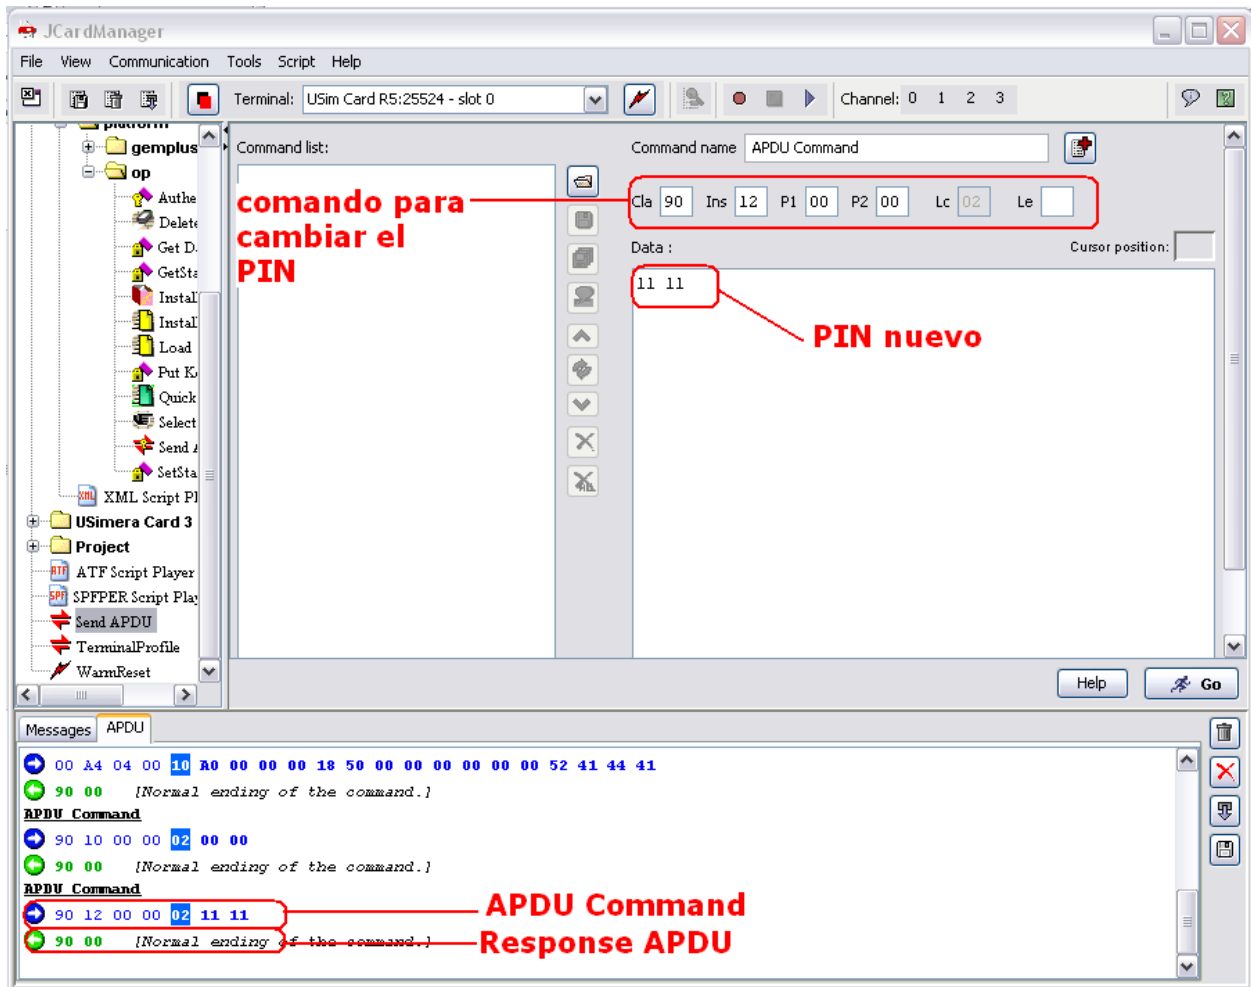 JCardManager
File View Communication Tools Script Help
Terminal: USim Card R5:25524 - slot 0
Channel: 0 1 2 3
platform
gemplus
op
Authe
Delete
Get D.
GetSta
Instal
Instal
Load
Put K
Quick
Select
Send A
SetSta
XML Script Pl
USimera Card 3
Project
ATF Script Player
SPFPER Script Play
Send APDU
TerminalProfile
WarmReset
Command list:
comando para
cambiar el
PIN
Command name APDU Command
Cla 90 Ins 12 P1 00 P2 00 Lc 02 Le
Data : Cursor position:
11 11
PIN nuevo
Help Go
Messages APDU
00 A4 04 00 10 A0 00 00 00 18 50 00 00 00 00 00 00 52 41 44 41
90 00 [Normal ending of the command.]
APDU Command
90 10 00 00 02 00 00
90 00 [Normal ending of the command.]
APDU Command
90 12 00 00 02 11 11
APDU Command
90 00 [Normal ending of the command.]
Response APDU